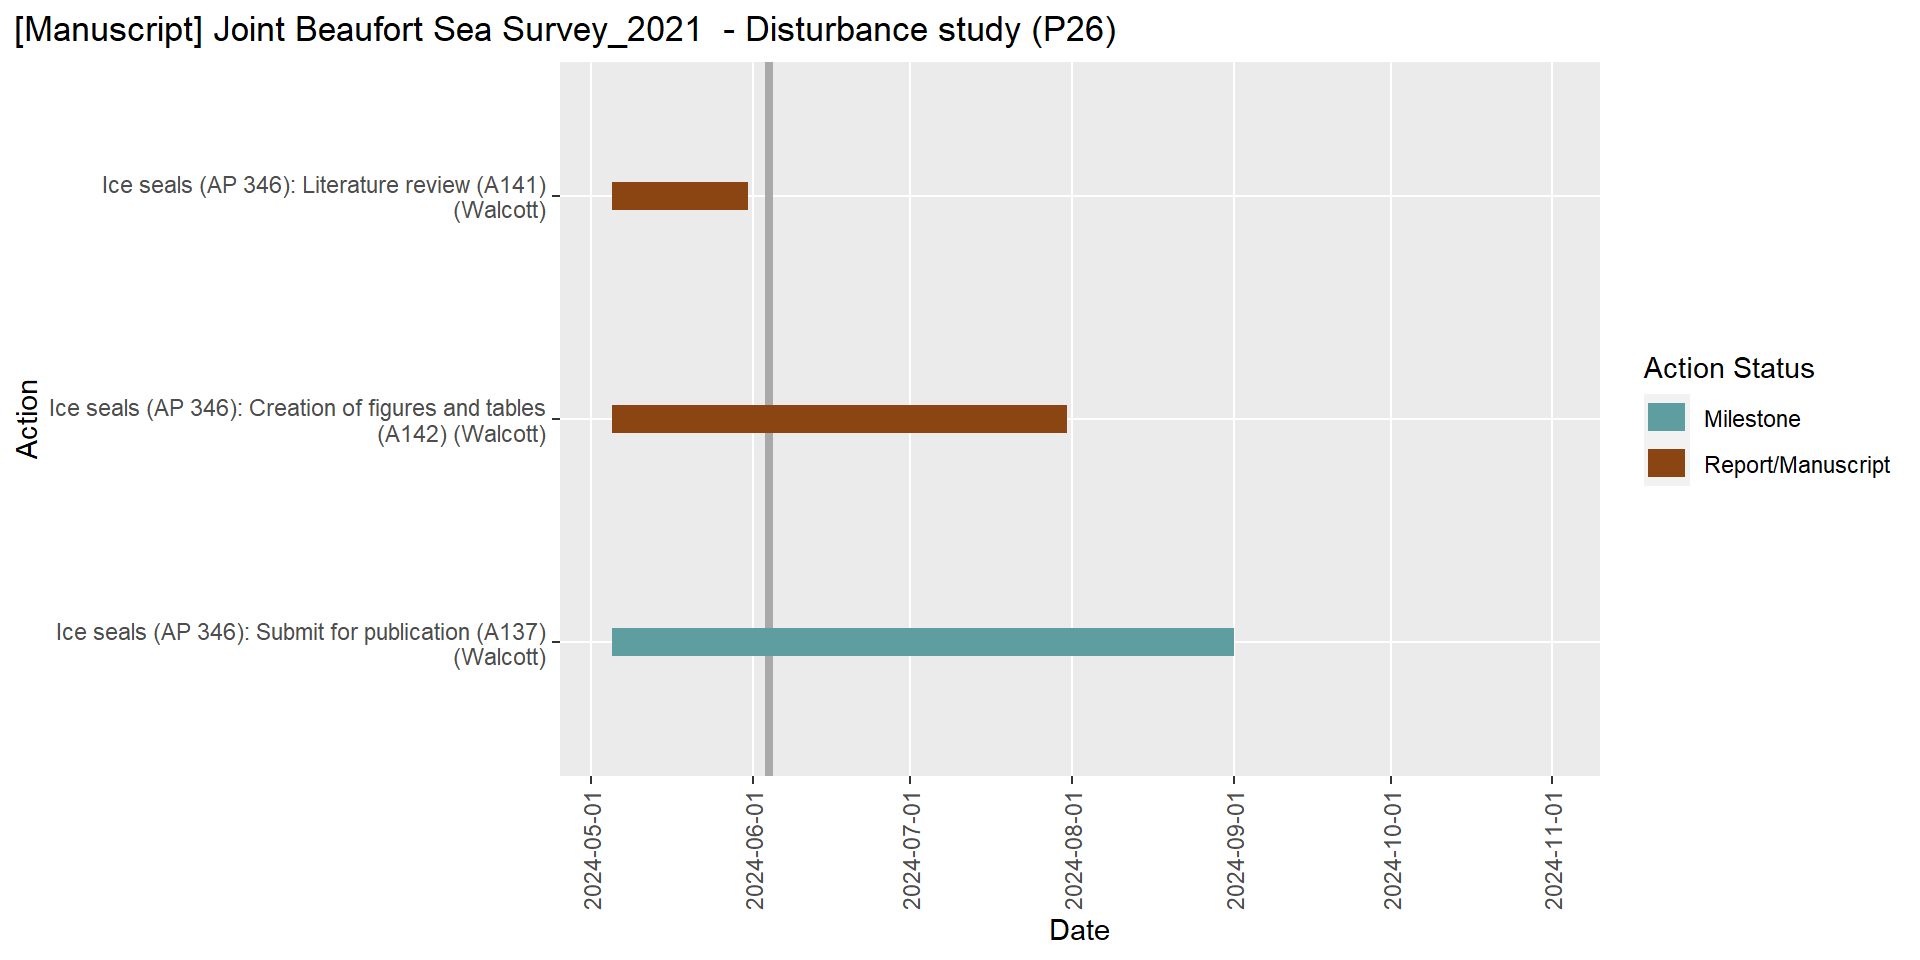 [Manuscript] Joint Beaufort Sea Survey_2021  - Disturbance study (P26)
Ice seals (AP 346): Literature review (A141)
(Walcott)
Ice seals (AP 346): Creation of figures and tables
(A142) (Walcott)
Ice seals (AP 346): Submit for publication (A137)
(Walcott)
Action
2024-05-01
2024-06-01
2024-07-01
2024-08-01
2024-09-01
2024-10-01
2024-11-01
Date
Action Status
Milestone
Report/Manuscript